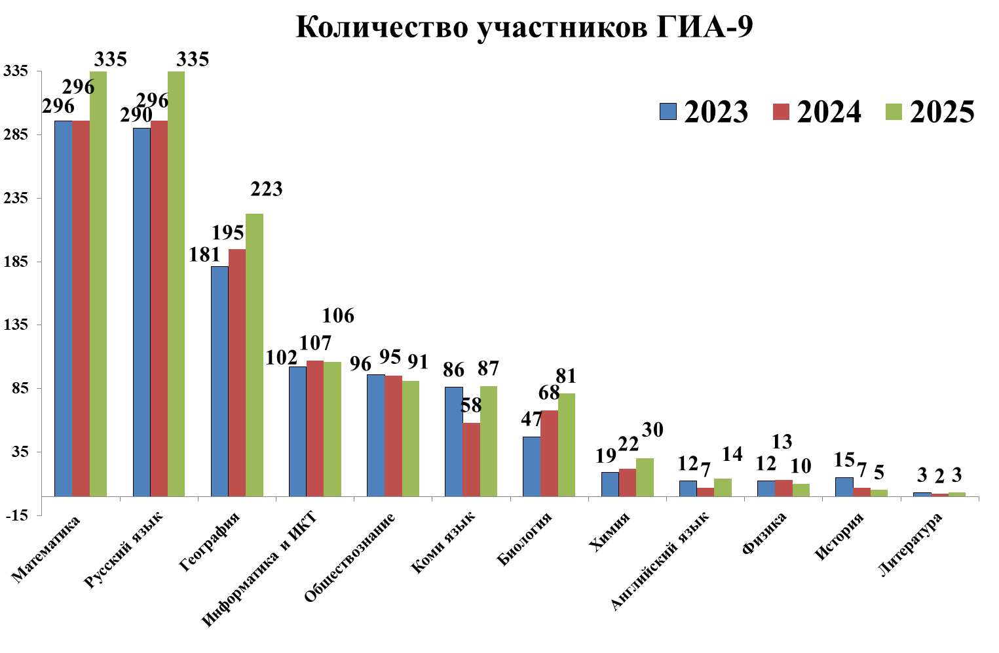 Количество участников ГИА-9
2023 2024 2025
335
285
235
185
135
85
35
-15
296 296 335
290 296 335
181 195 223
102 107 106
96 95 91
86 58 87
47 68 81
19 22 30
12 7 14
12 13 10
15 7 5
3 2 3
Математика
Русский язык
География
Информатика и ИКТ
Обществознание
Коми язык
Биология
Химия
Английский язык
Физика
История
Литература